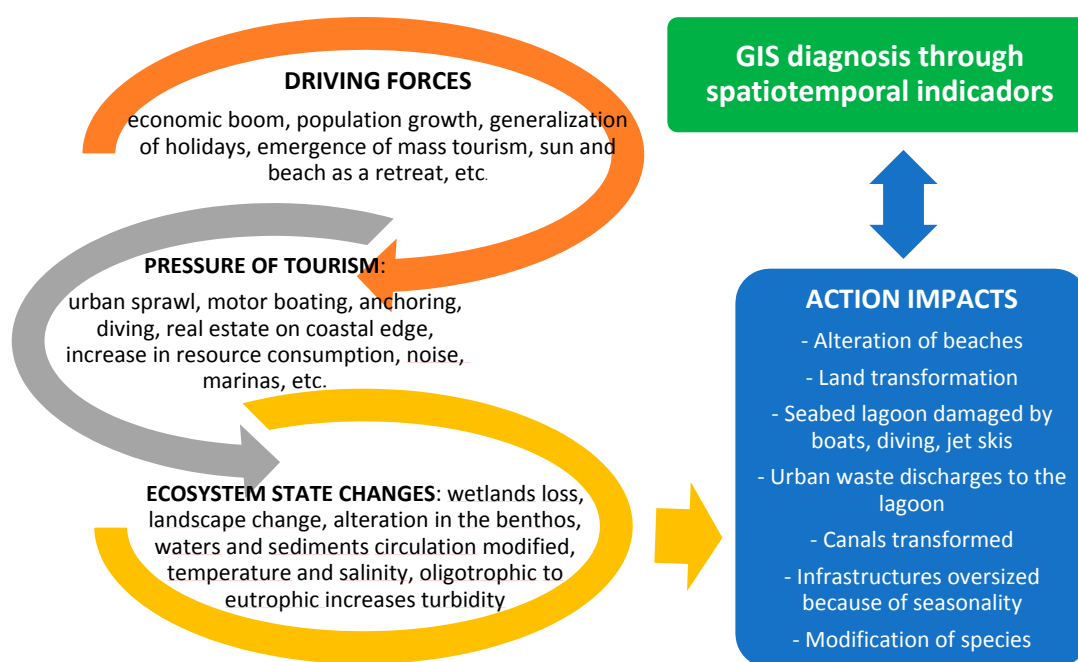 DRIVING FORCES
economic boom, population growth, generalization
of holidays, emergence of mass tourism, sun and
beach as a retreat, etc.
PRESSURE OF TOURISM:
urban sprawl, motor boating, anchoring,
diving, real estate on coastal edge,
increase in resource consumption, noise,
marinas, etc.
ECOSYSTEM STATE CHANGES: wetlands loss,
landscape change, alteration in the benthos,
waters and sediments circulation modified,
temperature and salinity, oligotrophic to
eutrophic increases turbidity
GIS diagnosis through
spatiotemporal indicadors
ACTION IMPACTS
- Alteration of beaches
- Land transformation
- Seabed lagoon damaged by
boats, diving, jet skis
- Urban waste discharges to the
lagoon
- Canals transformed
- Infrastructures oversized
because of seasonality
- Modification of species